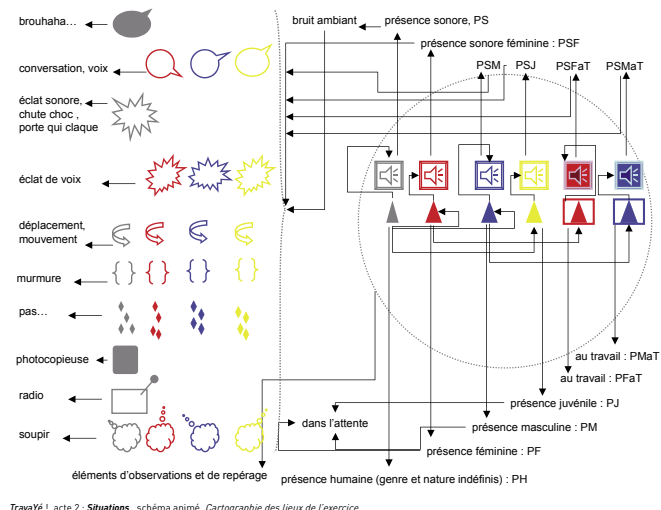 brouhaha…
conversation, voix
éclat sonore,
chute choc ,
porte qui claque
éclat de voix
déplacement,
mouvement
murmure
pas…
photocopieuse
radio
soupir
éléments d’observations et de repérage
bruit ambiant
présence sonore, PS
présence sonore féminine : PSF
PSM PSJ PSFaT PSMaT
au travail : PMaT
au travail : PFaT
présence juvénile : PJ
dans l’attente
présence masculine : PM
présence féminine : PF
présence humaine (genre et nature indéfinis) : PH
TravaYé !, acte 2 : Situations, schéma animé, Cartographie des lieux de l’exercice